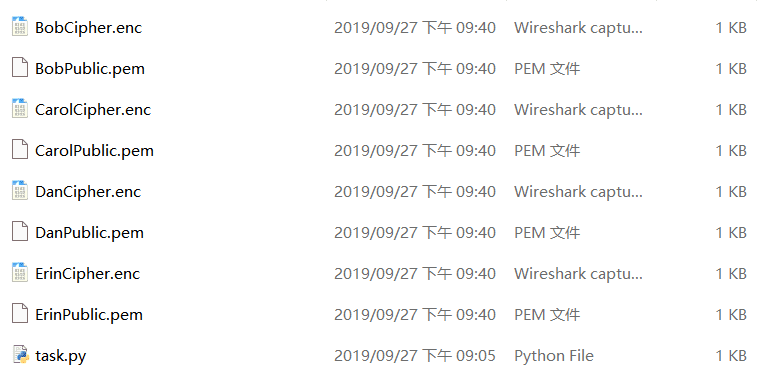 BobCipher.enc 2019/09/27 下午 09:40 Wireshark captu... 1 KB
BobPublic.pem 2019/09/27 下午 09:40 PEM 文件 1 KB
CarolCipher.enc 2019/09/27 下午 09:40 Wireshark captu... 1 KB
CarolPublic.pem 2019/09/27 下午 09:40 PEM 文件 1 KB
DanCipher.enc 2019/09/27 下午 09:40 Wireshark captu... 1 KB
DanPublic.pem 2019/09/27 下午 09:40 PEM 文件 1 KB
ErinCipher.enc 2019/09/27 下午 09:40 Wireshark captu... 1 KB
ErinPublic.pem 2019/09/27 下午 09:40 PEM 文件 1 KB
task.py 2019/09/27 下午 09:05 Python File 1 KB